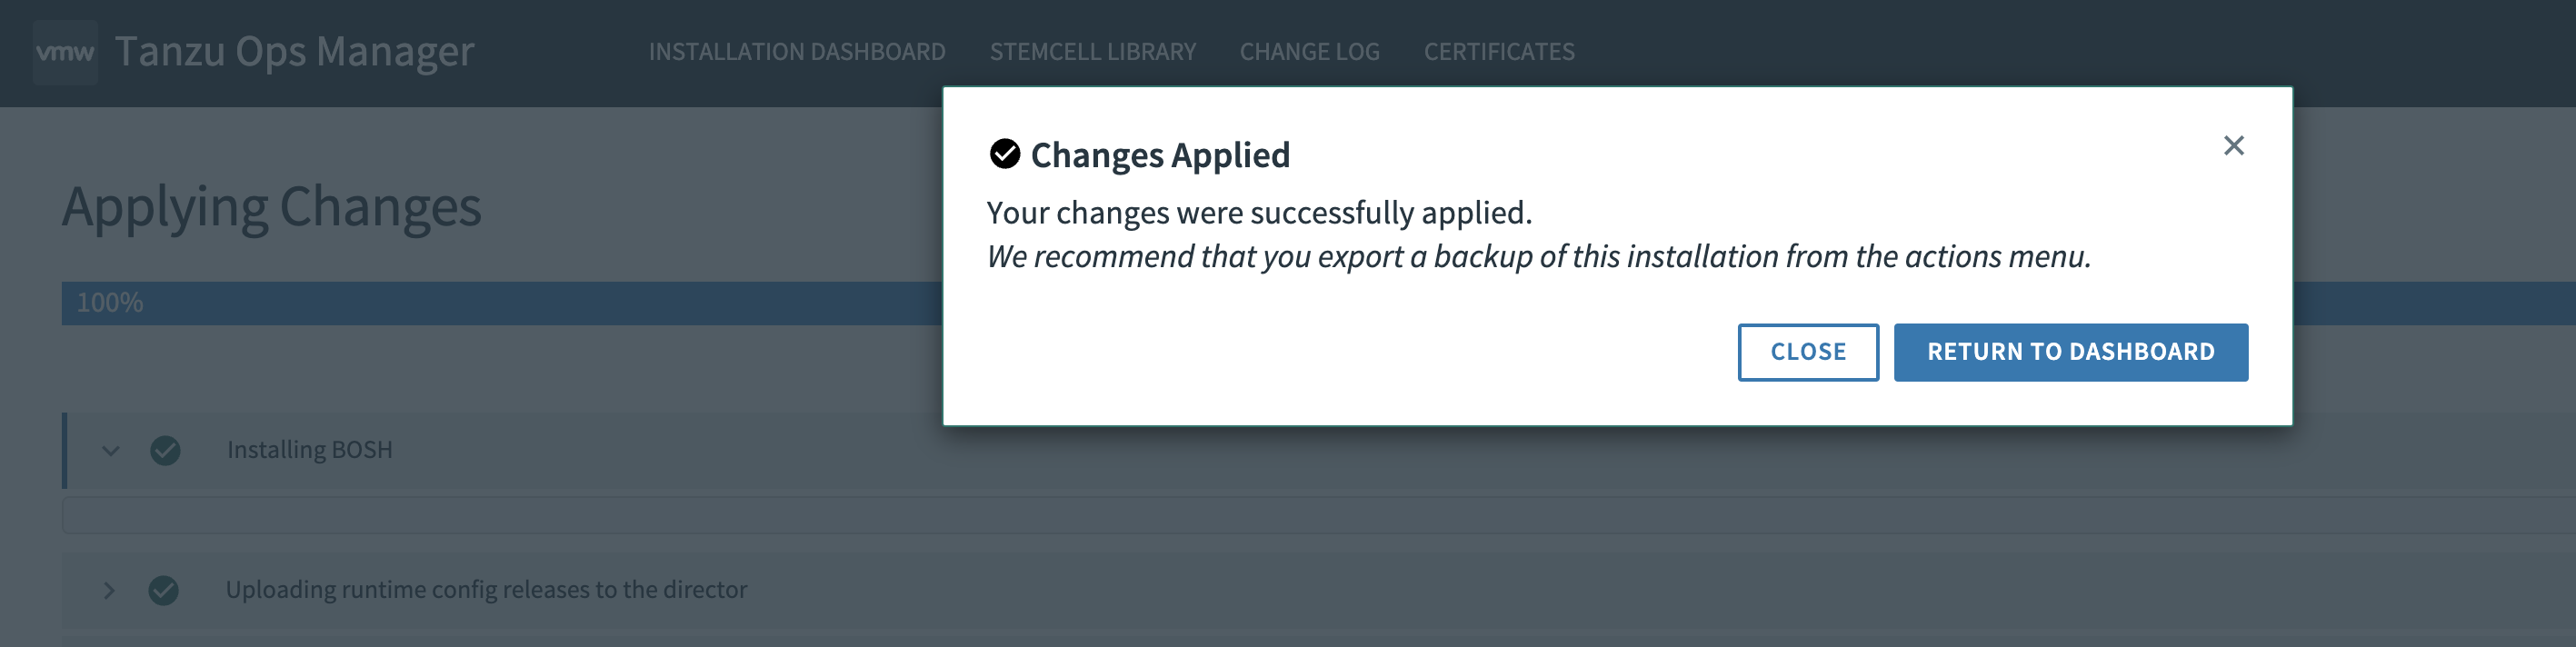 vmw Tanzu Ops Manager INSTALLATION DASHBOARD STEMCELL LIBRARY CHANGE LOG CERTIFICATES
Changes Applied
Your changes were successfully applied.
We recommend that you export a backup of this installation from the actions menu.
CLOSE RETURN TO DASHBOARD
Applying Changes
100%
Installing BOSH
Uploading runtime config releases to the director